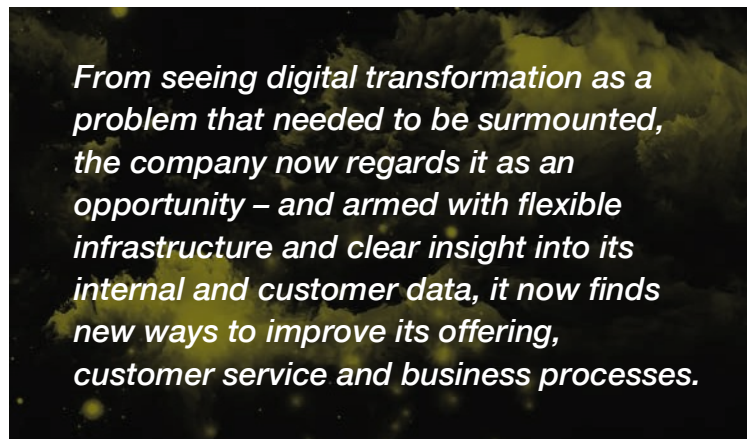 From seeing digital transformation as a
problem that needed to be surmounted,
the company now regards it as an
opportunity – and armed with flexible
infrastructure and clear insight into its
internal and customer data, it now finds
new ways to improve its offering,
customer service and business processes.